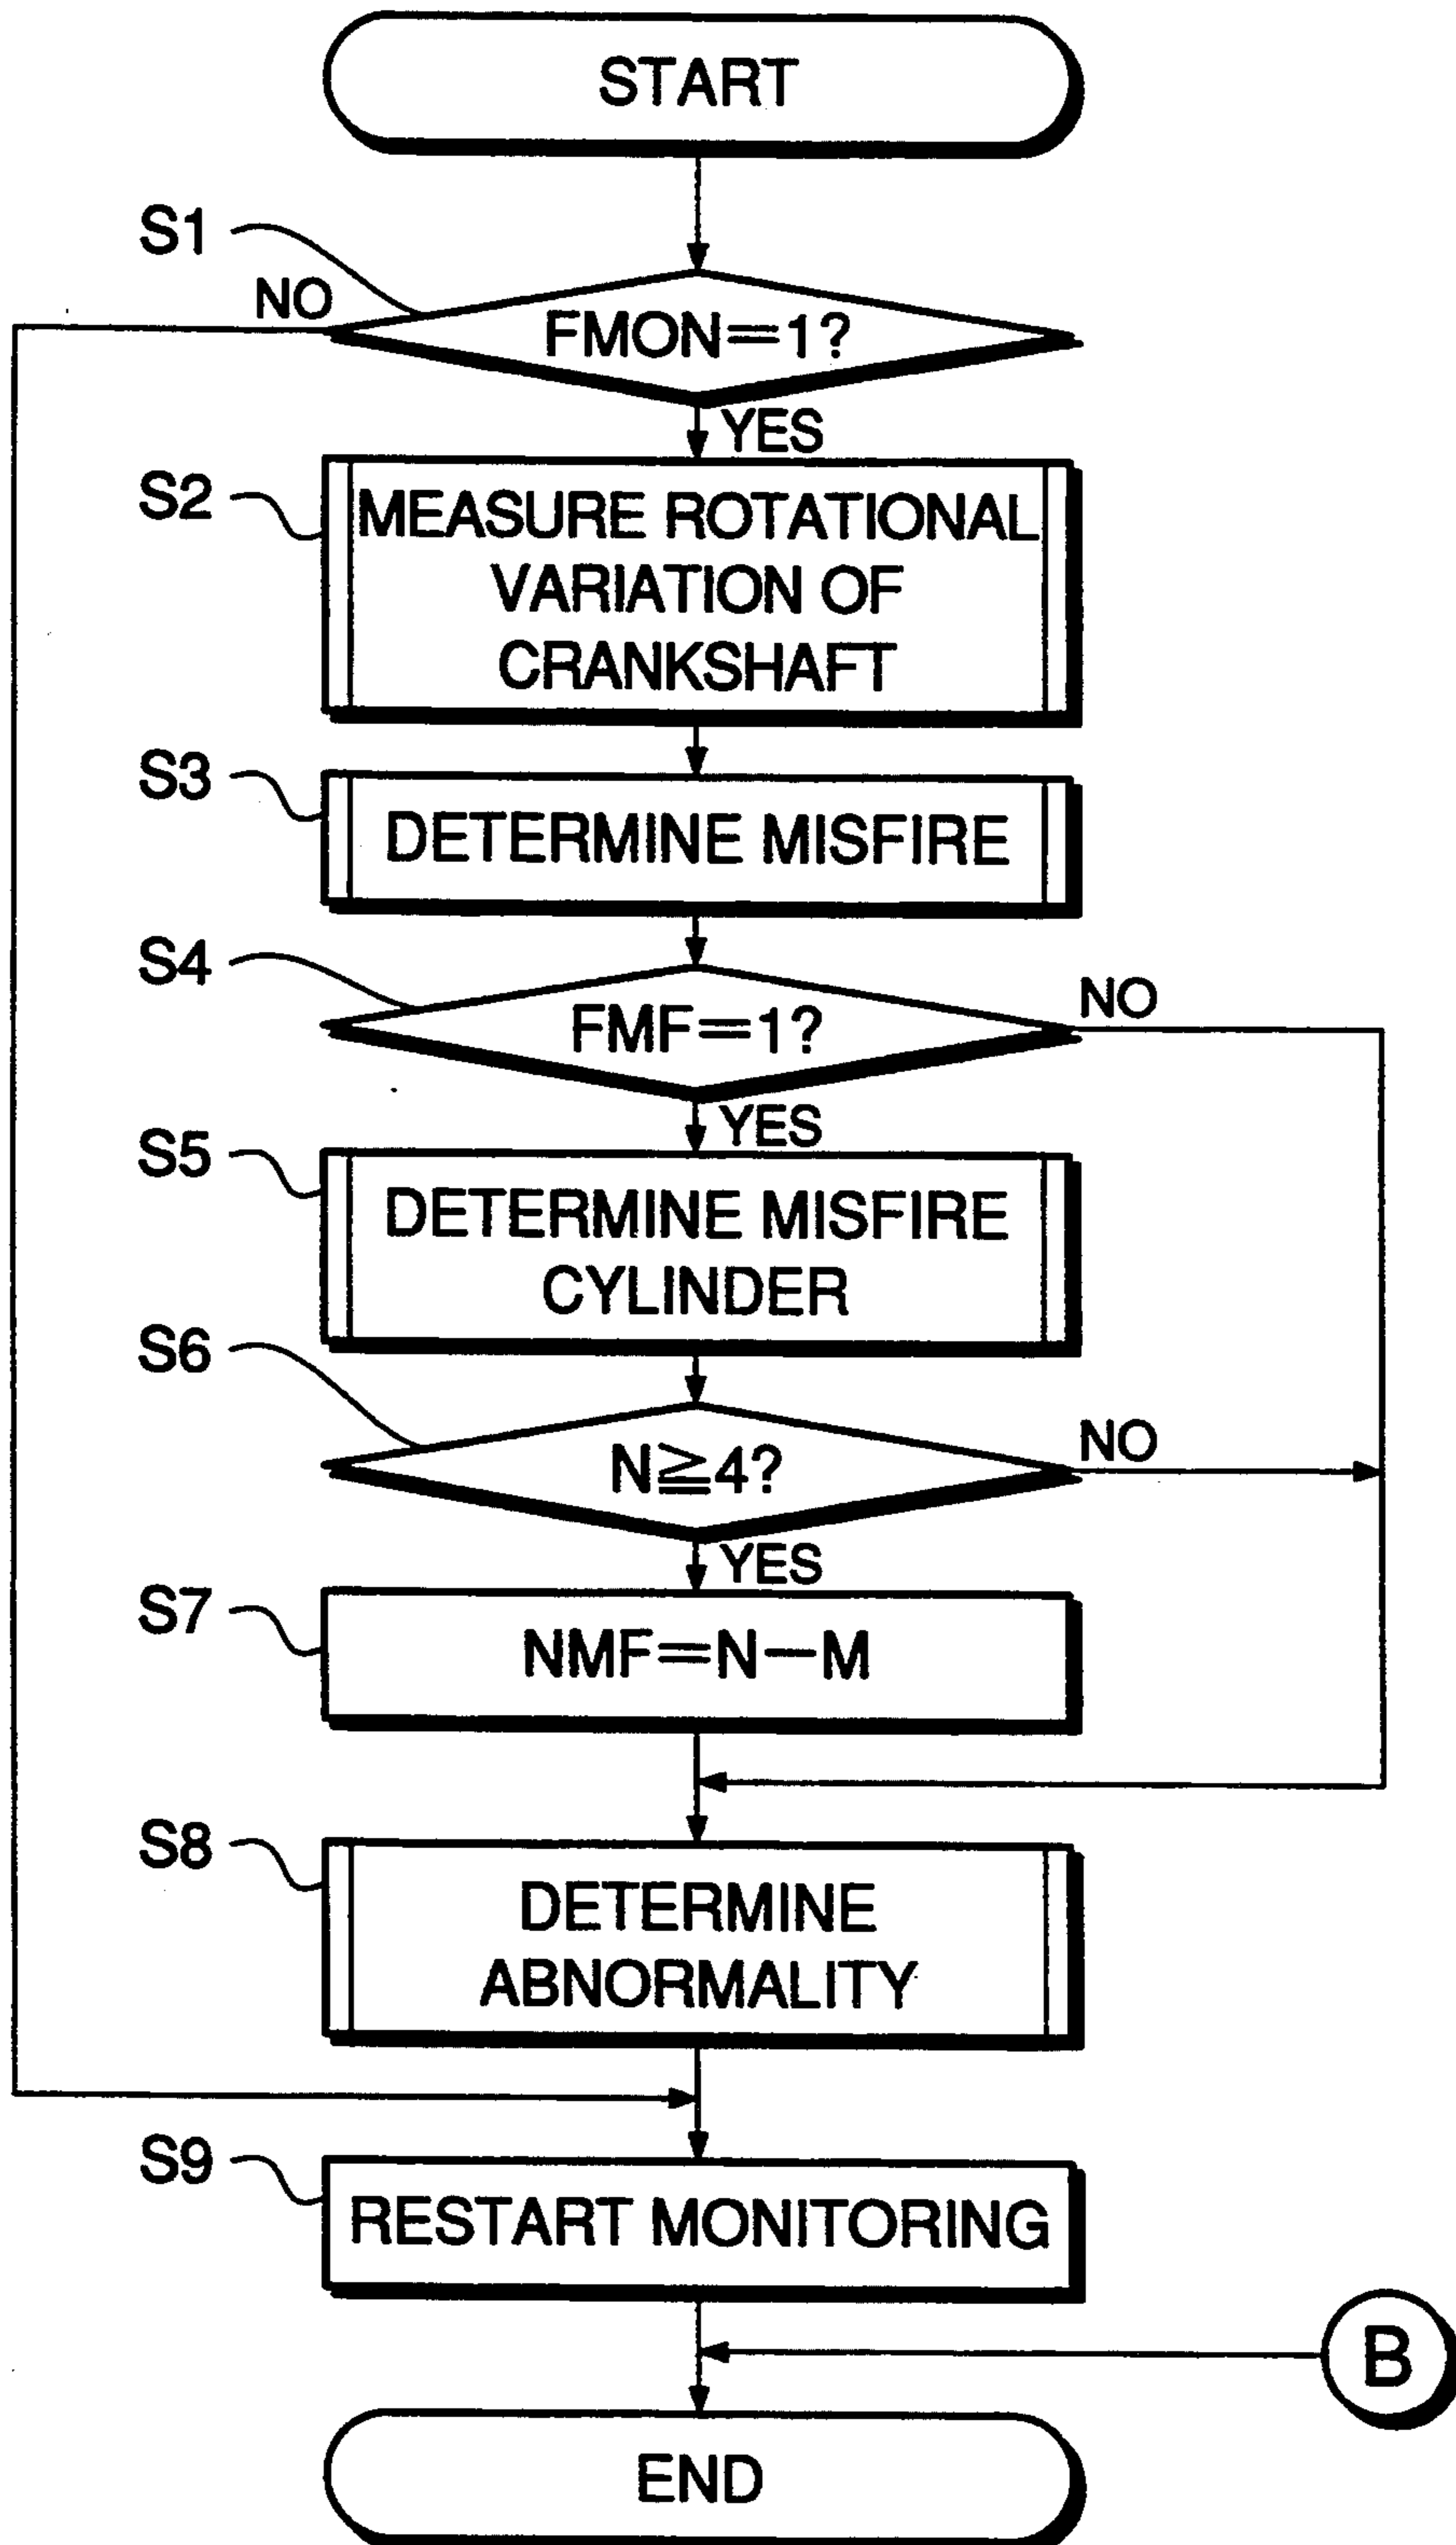 START
S1
NO
FMON=1?
YES
S2
MEASURE ROTATIONAL
VARIATION OF
CRANKSHAFT
S3
DETERMINE MISFIRE
S4
FMF=1?
NO
YES
S5
DETERMINE MISFIRE
CYLINDER
S6
N≧4?
NO
YES
S7
NMF=N—M
S8
DETERMINE
ABNORMALITY
S9
RESTART MONITORING
B
END